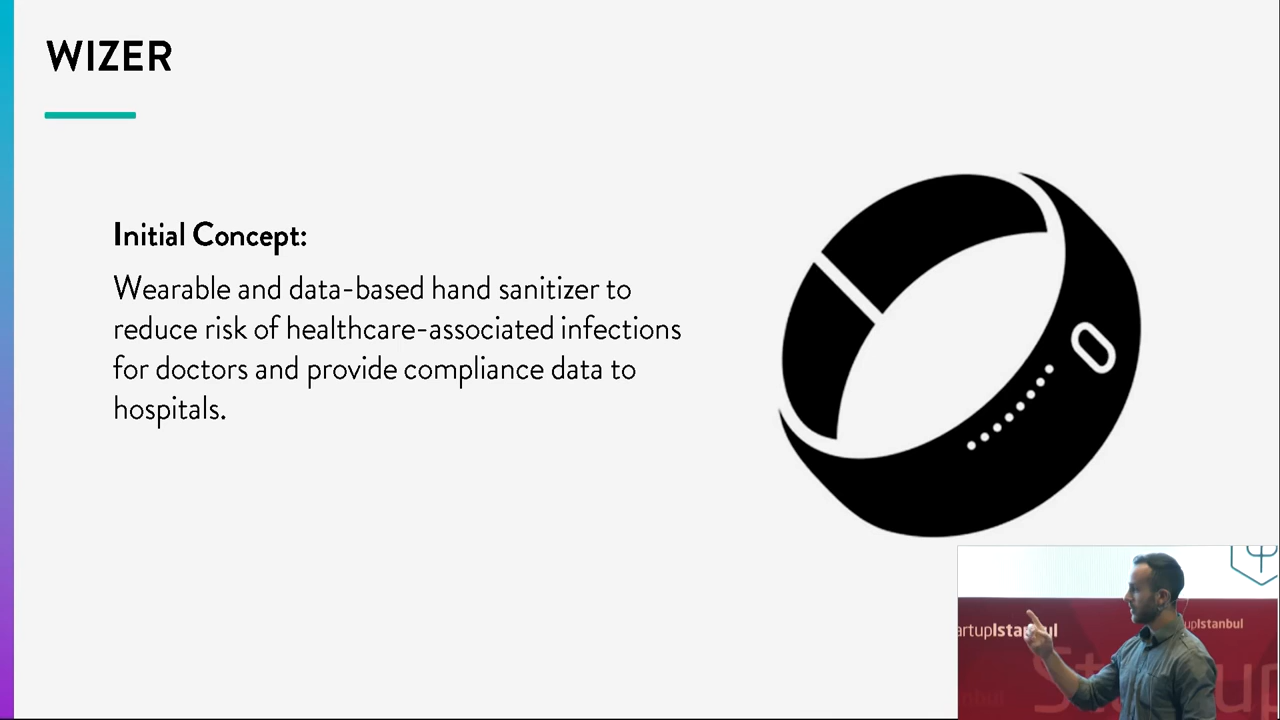 WIZER
Initial Concept:
Wearable and data-based hand sanitizer to
reduce risk of healthcare-associated infections
for doctors and provide compliance data to
hospitals.
artupIstanbul
upIstanbul
Startup